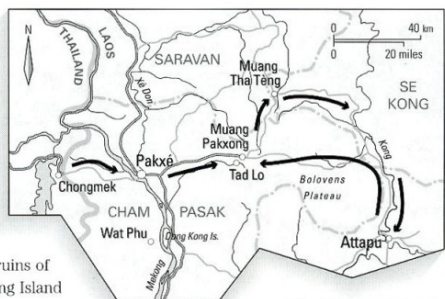 N
THAILAND
LAOS
0 40 km
0 20 miles
SARAVAN
Xé Don
Muang
Tha Teng
SE
KONG
Muang
Pakxong
Kong
Pakxé
Tad Lo
Chongmek
Bolovens
Plateau
CHAM PASAK
Wat Phu
Dong Kong Is.
Attapu
Mekong
ruins of
ng Island